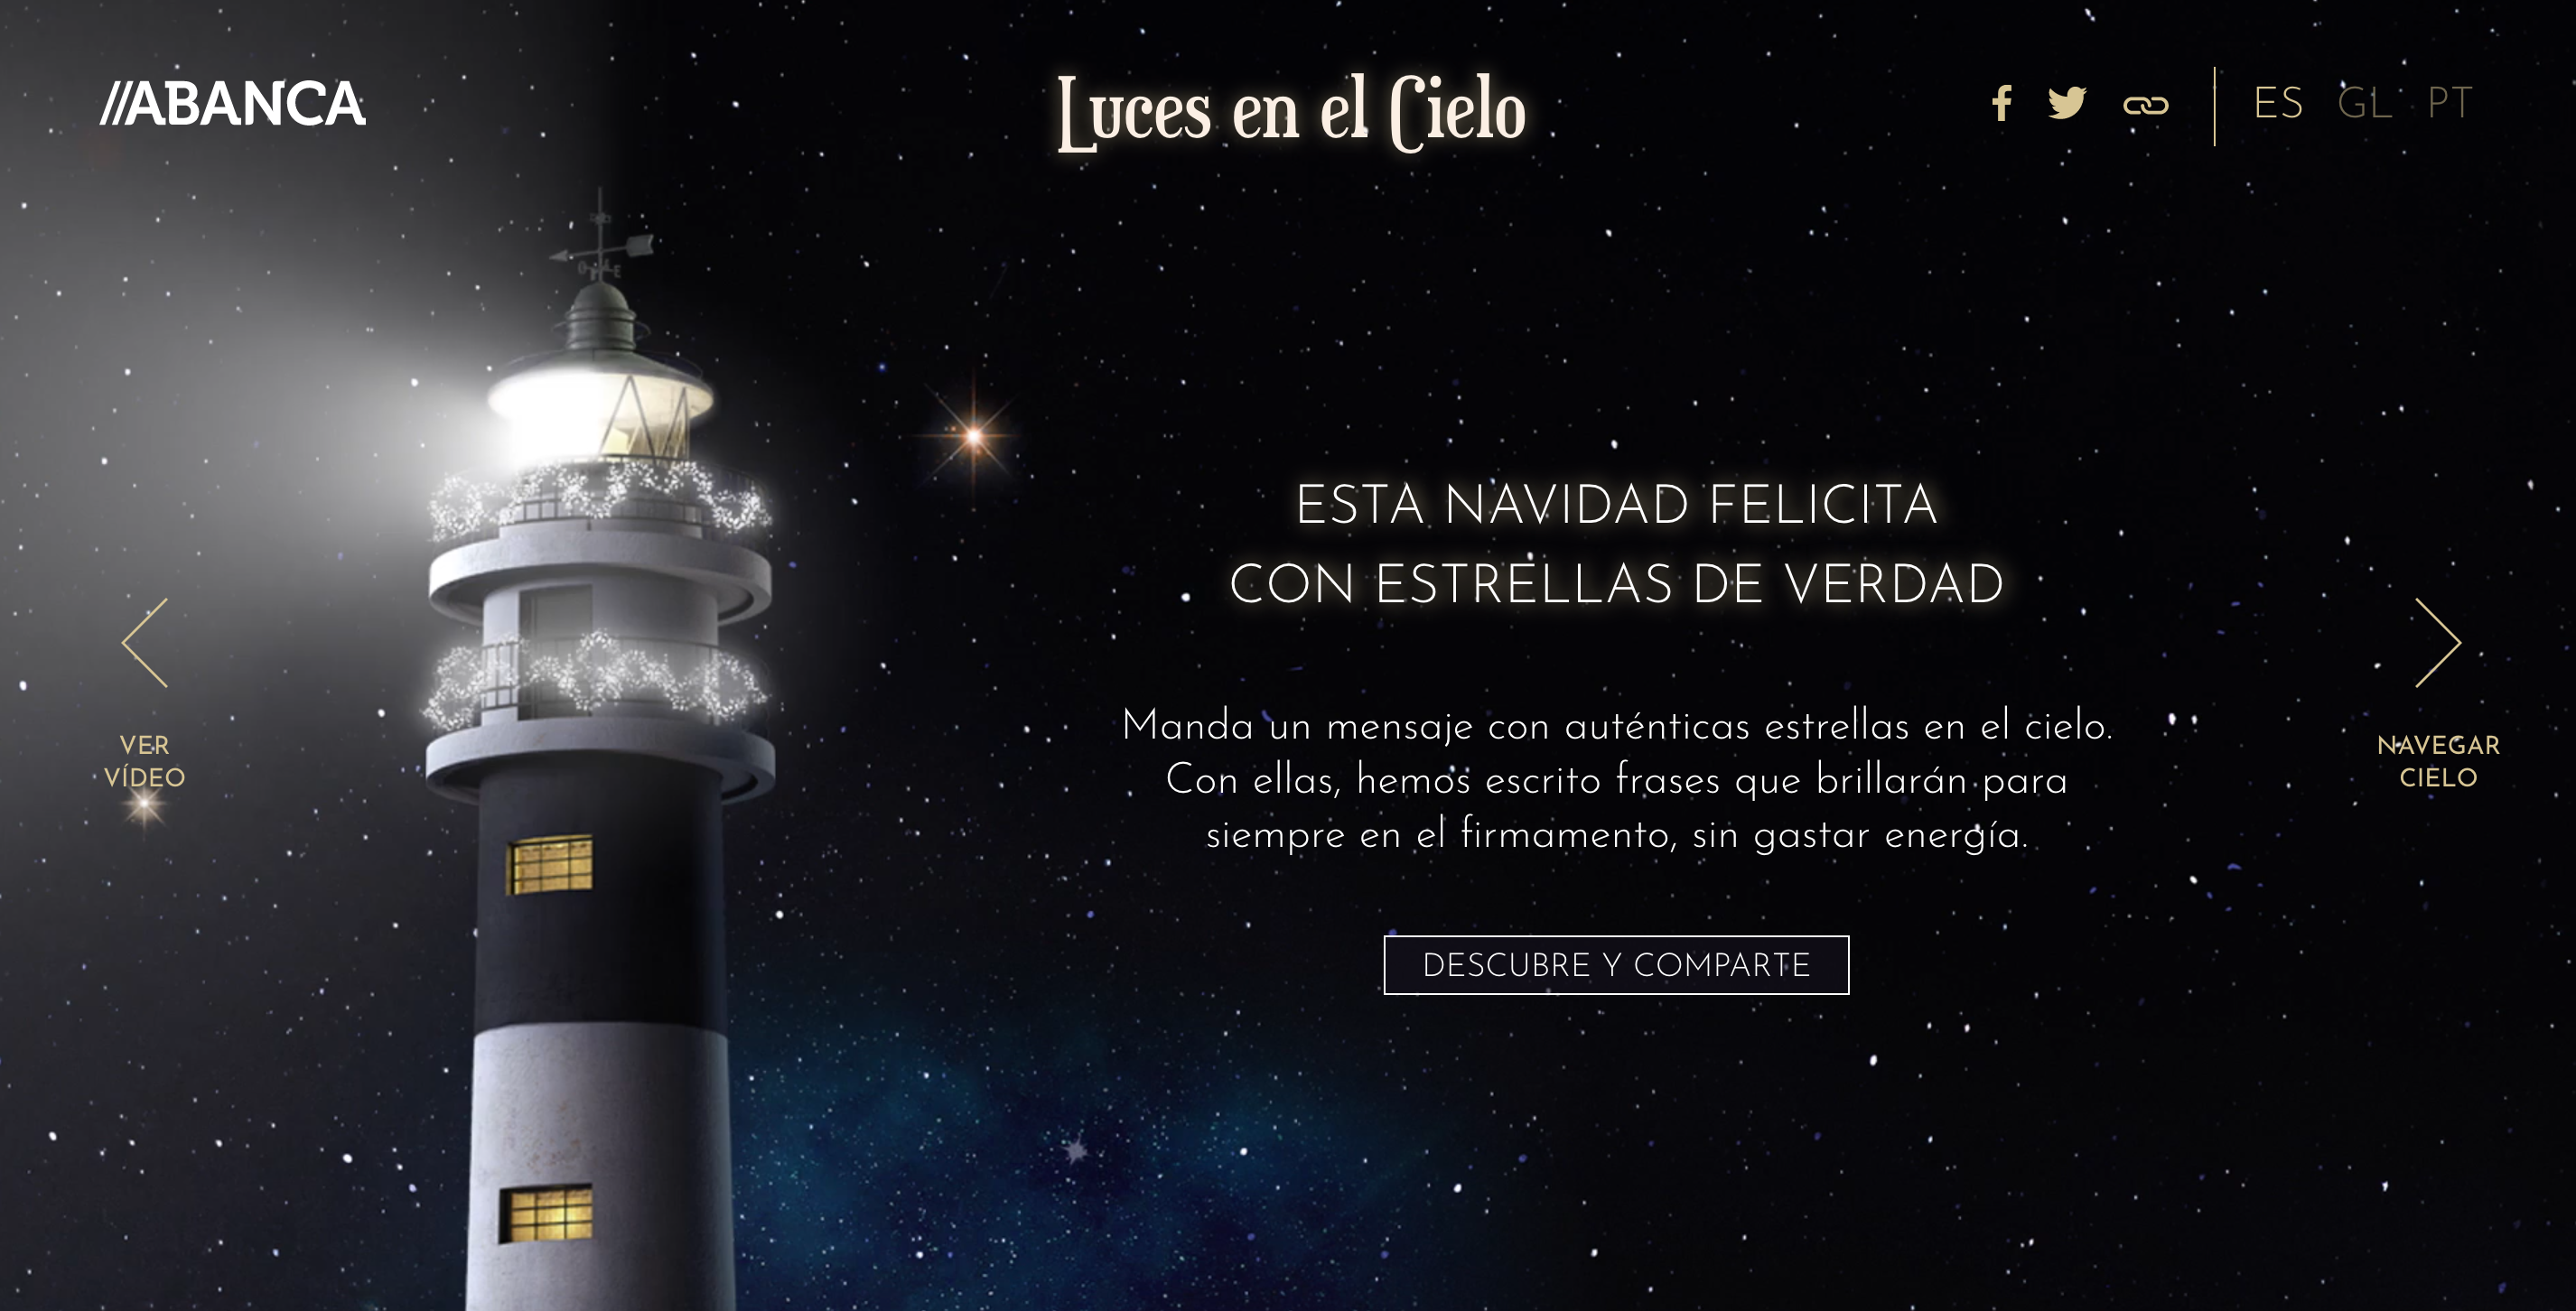 //ABANCA
Luces en el Cielo
ES GL PT
ESTA NAVIDAD FELICITA
CON ESTRELLAS DE VERDAD
VER
VÍDEO
Manda un mensaje con auténticas estrellas en el cielo.
Con ellas, hemos escrito frases que brillarán para
siempre en el firmamento, sin gastar energía.
NAVEGAR
CIELO
DESCUBRE Y COMPARTE